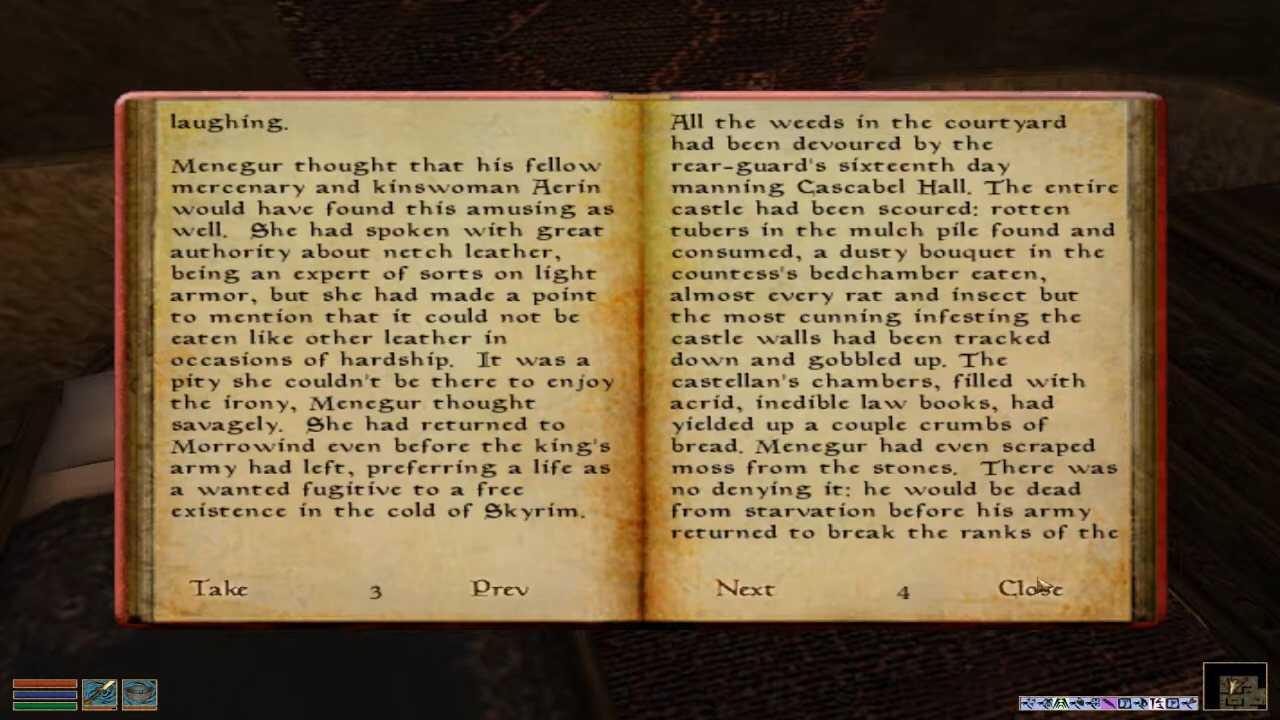 laughing.
Menegur thought that his fellow
mercenary and kinswoman Aerin
would have found this amusing as
well. She had spoken with great
authority about netch leather,
being an expert of sorts on light
armor, but she had made a point
to mention that it could not be
eaten like other leather in
occasions of hardship. It was a
pity she couldn't be there to enjoy
the irony, Menegur thought
savagely. She had returned to
Morrowind even before the king's
army had left, preferring a life as
a wanted fugitive to a free
existence in the cold of Skyrim.
Take
3
Prev
All the weeds in the courtyard
had been devoured by the
rear-guard's sixteenth day
manning Cascabel Hall. The entire
castle had been scoured: rotten
tubers in the mulch pile found and
consumed, a dusty bouquet in the
countess's bedchamber eaten,
almost every rat and insect but
the most cunning infesting the
castle walls had been tracked
down and gobbled up. The
castellan's chambers, filled with
acrid, inedible law books, had
yielded up a couple crumbs of
bread. Menegur had even scraped
moss from the stones. There was
no denying it: he would be dead
from starvation before his army
returned to break the ranks of the
Next
4
Close